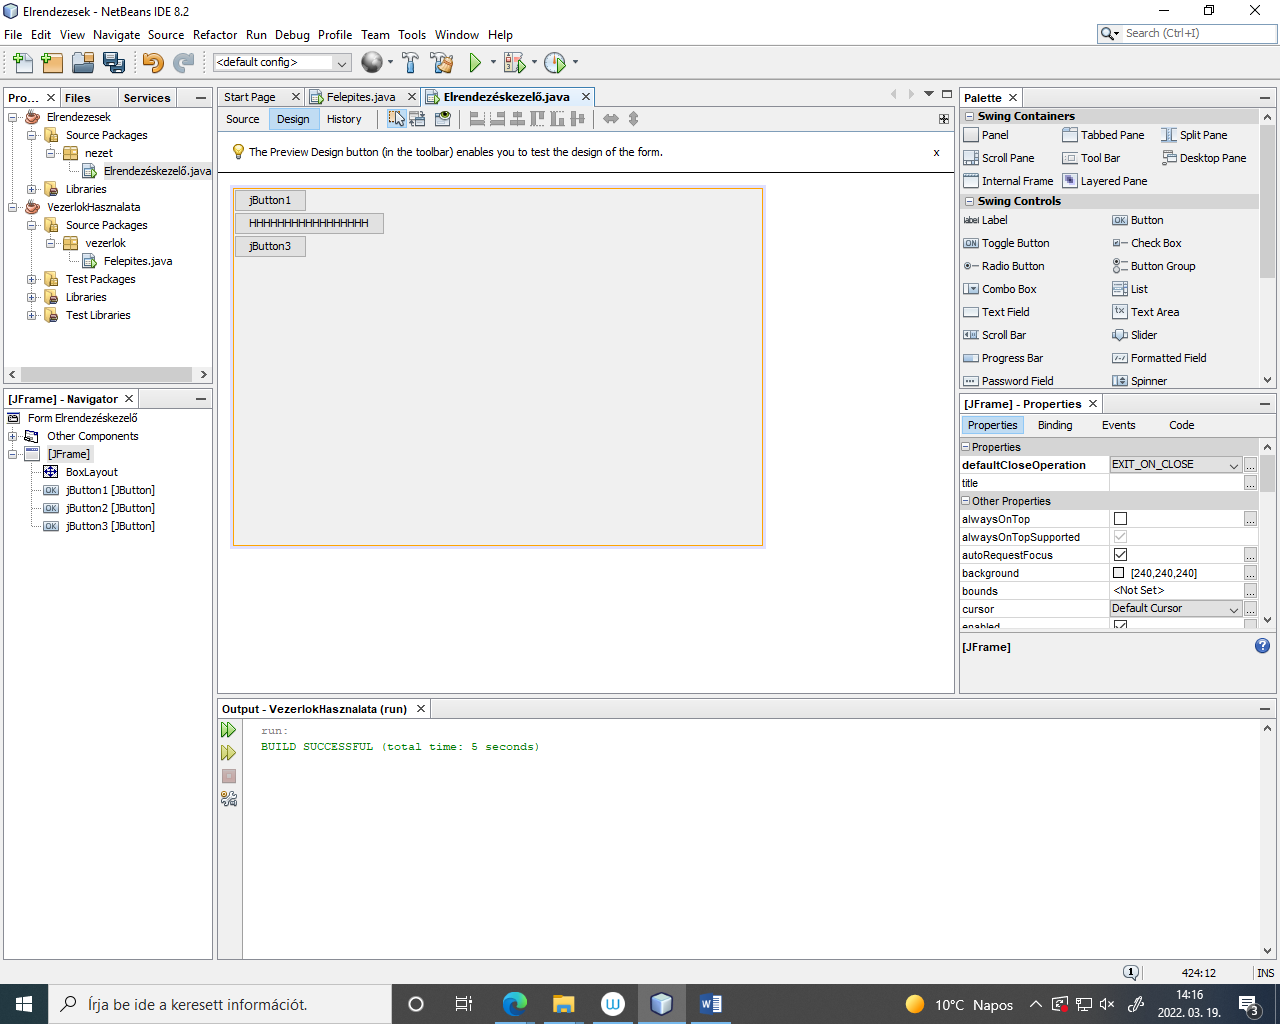 Elrendezesek - NetBeans IDE 8.2
File Edit View Navigate Source Refactor Run Debug Profile Team Tools Window Help
Search (Ctrl+I)
<default config>
Pro... Files Services
Elrendezesek
Source Packages
nezet
Elrendezéskezelő.java
Libraries
VezerlokHasznalata
Source Packages
vezerlok
Felepites.java
Test Packages
Libraries
Test Libraries
[JFrame] - Navigator
Form Elrendezéskezelő
Other Components
[JFrame]
BoxLayout
jButton1 [JButton]
jButton2 [JButton]
jButton3 [JButton]
Start Page Felepites.java Elrendezéskezelő.java
Source Design History
The Preview Design button (in the toolbar) enables you to test the design of the form. x
jButton1
HHHHHHHHHHHHHHHHH
jButton3
Palette
Swing Containers
Panel Tabbed Pane Split Pane
Scroll Pane Tool Bar Desktop Pane
Internal Frame Layered Pane
Swing Controls
Label Button
Toggle Button Check Box
Radio Button Button Group
Combo Box List
Text Field Text Area
Scroll Bar Slider
Progress Bar Formatted Field
Password Field Spinner
[JFrame] - Properties
Properties Binding Events Code
Properties
defaultCloseOperation EXIT_ON_CLOSE ...
title ...
Other Properties
alwaysOnTop ...
alwaysOnTopSupported
autoRequestFocus ...
background [240,240,240] ...
bounds <Not Set> ...
cursor Default Cursor ...
enabled
[JFrame]
Output - VezerlokHasznalata (run)
run:
BUILD SUCCESSFUL (total time: 5 seconds)
1 424:12 INS
Írja be ide a keresett információt.
10°C Napos
14:16
2022. 03. 19.
3